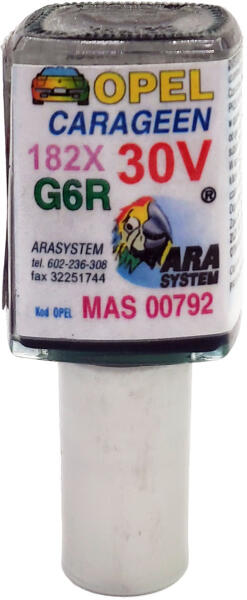 OPEL
CARAGEEN
182X 30V
G6R ®
ARASYSTEM
tel. 602-236-308
fax 32251744
ARA
SYSTEM
Kod OPEL MAS 00792